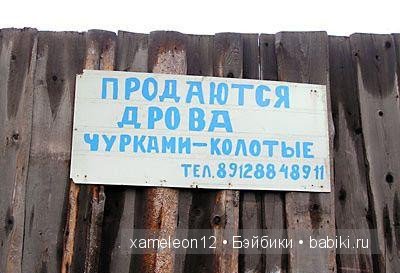 ПРОДАЮТСЯ
ДРОВА
ЧУРКАМИ-КОЛОТЫЕ
ТЕЛ.89128848911
xameleon12 • Бэйбики • babiki.ru